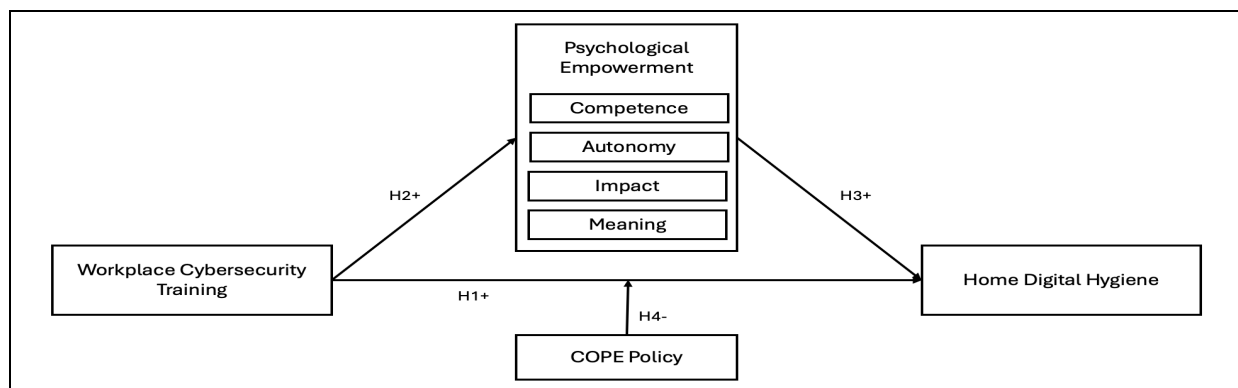 Psychological
Empowerment
Competence
Autonomy
Impact
Meaning
H2+
H3+
Workplace Cybersecurity
Training
Home Digital Hygiene
H1+
H4-
COPE Policy